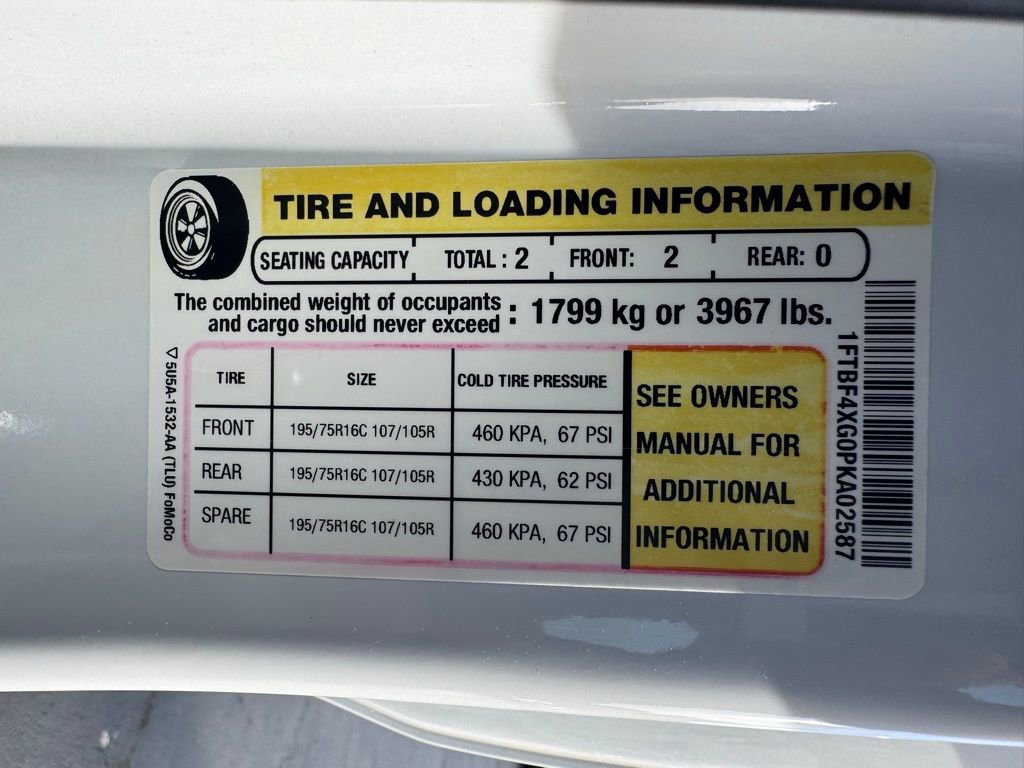 TIRE AND LOADING INFORMATION
SEATING CAPACITY TOTAL : 2 FRONT: 2 REAR: 0
The combined weight of occupants
and cargo should never exceed : 1799 kg or 3967 lbs.
TIRE SIZE COLD TIRE PRESSURE
FRONT 195/75R16C 107/105R 460 KPA, 67 PSI
REAR 195/75R16C 107/105R 430 KPA, 62 PSI
SPARE 195/75R16C 107/105R 460 KPA, 67 PSI
SEE OWNERS
MANUAL FOR
ADDITIONAL
INFORMATION
5U5A-1532-AA (TLU) FoMoCo
1FTBF4XG0PKA02587